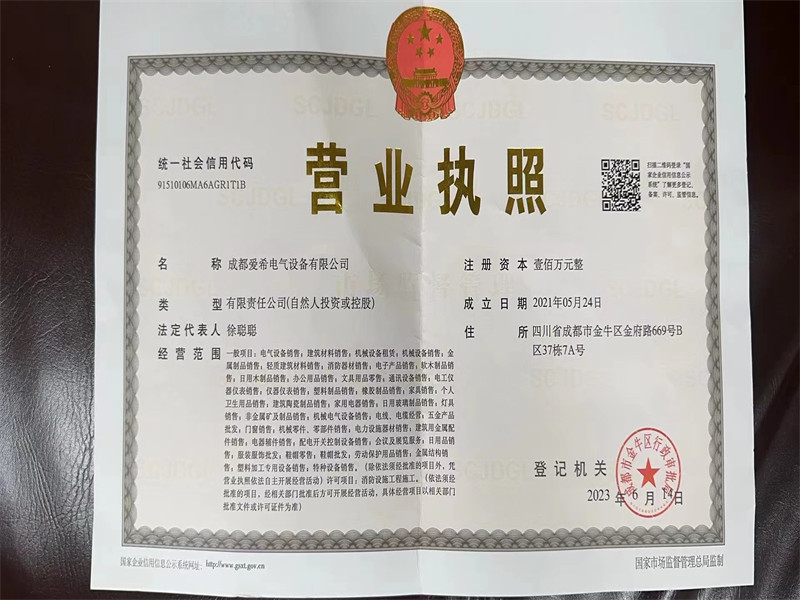 统一社会信用代码
91510106MA6AGR1T1B
营业执照
扫描二维码登录“国
家企业信用信息公示
系统”了解更多登记、
备案、许可、监管信息。
名 称 成都爱希电气设备有限公司
类 型 有限责任公司(自然人投资或控股)
法定代表人 徐聪聪
经营范围 一般项目：电气设备销售；建筑材料销售；机械设备租赁；机械设备销售；金
属制品销售；轻质建筑材料销售；消防器材销售；电子产品销售；软木制品销
售；日用木制品销售；办公用品销售；文具用品零售；通讯设备销售；电工仪
器仪表销售；仪器仪表销售；塑料制品销售；橡胶制品销售；家具销售；个人
卫生用品销售；建筑陶瓷制品销售；家用电器销售；日用玻璃制品销售；灯具
销售；非金属矿及制品销售；机械电气设备销售；电线、电缆经营；五金产品
批发；门窗销售；机械零件、零部件销售；电力设施器材销售；建筑用金属配
件销售；电器辅件销售；配电开关控制设备销售；会议及展览服务；日用品销
售；服装服饰批发；鞋帽零售；鞋帽批发；劳动保护用品销售；金属结构销
售；塑料加工专用设备销售；特种设备销售。（除依法须经批准的项目外，凭
营业执照依法自主开展经营活动）许可项目：消防设施工程施工。（依法须经
批准的项目，经相关部门批准后方可开展经营活动，具体经营项目以相关部门
批准文件或许可证件为准）
注册资本 壹佰万元整
成立日期 2021年05月24日
住 所 四川省成都市金牛区金府路669号B
区37栋7A号
登记机关
成都市金牛区行政审批局
2023 年 6 月 14日
国家企业信用信息公示系统网址：http://www.gsxt.gov.cn
国家市场监督管理总局监制